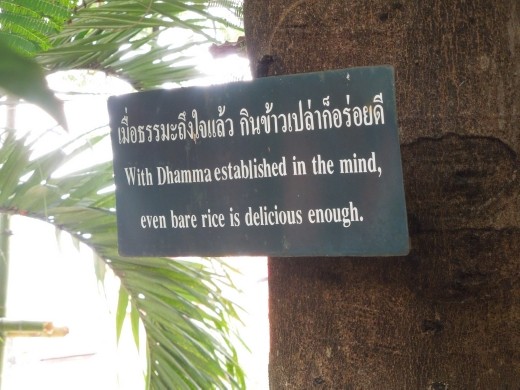 เมื่อธรรมะถึงใจแล้ว กินข้าวเปล่าก็อร่อยดี
With Dhamma established in the mind,
even bare rice is delicious enough.